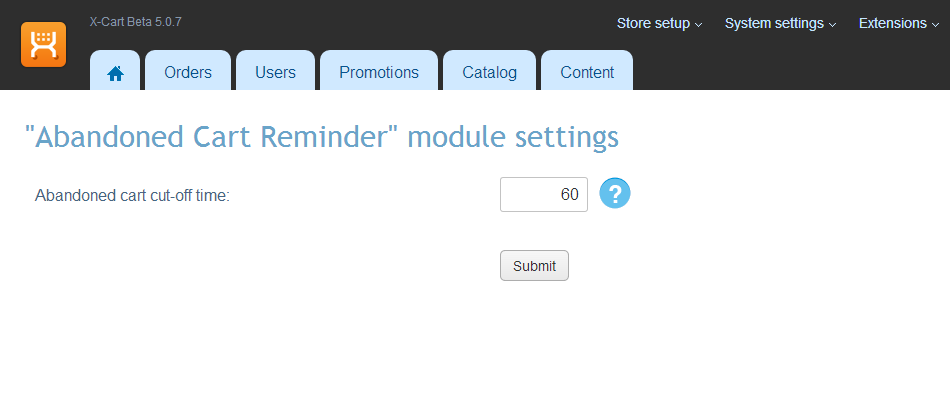 X-Cart Beta 5.0.7
Store setup
System settings
Extensions
Orders
Users
Promotions
Catalog
Content
"Abandoned Cart Reminder" module settings
Abandoned cart cut-off time:
60
?
Submit